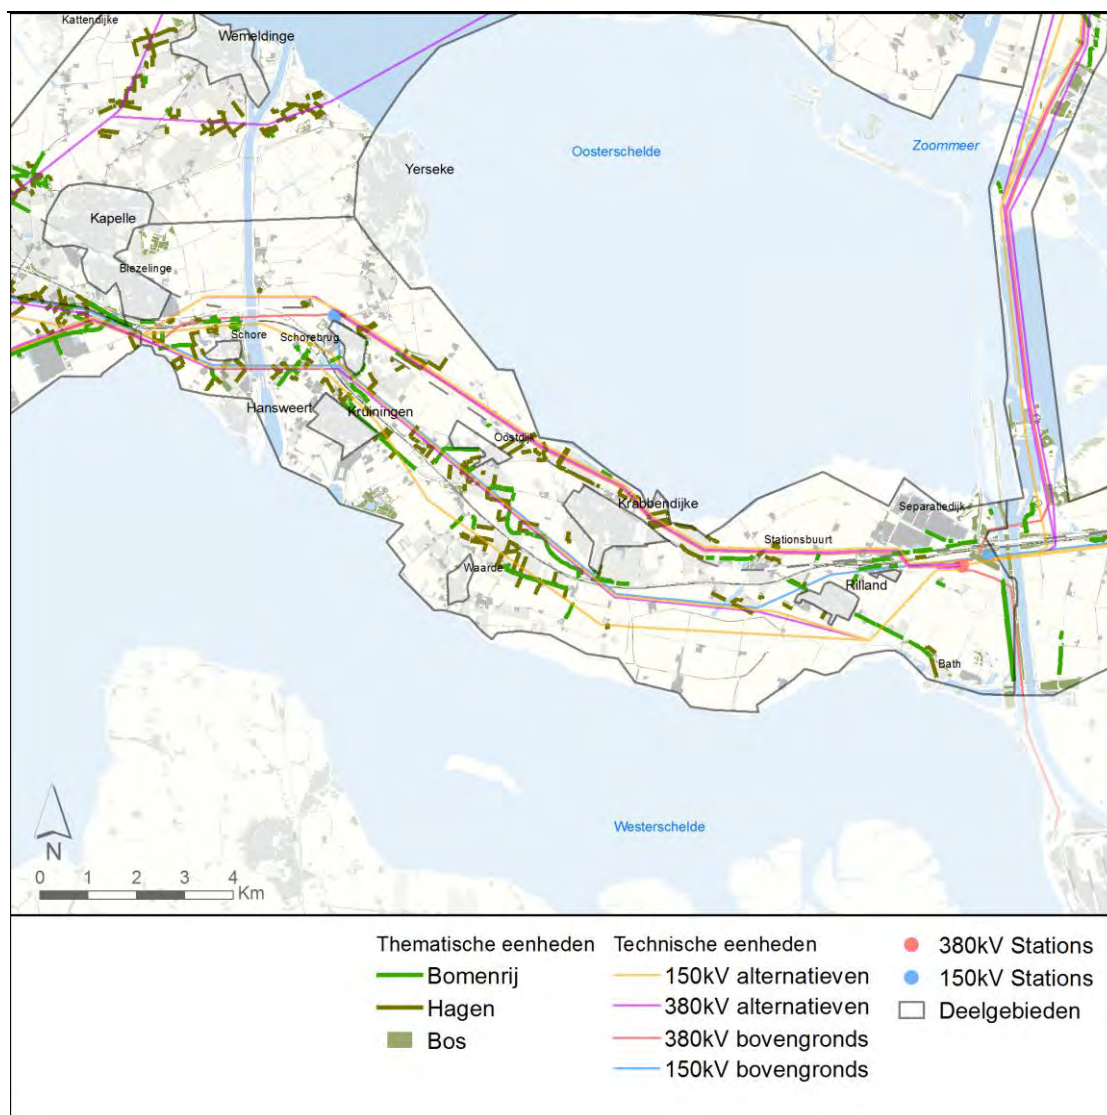 Kattendijke
Wemeldinge
Oosterschelde
Zoommeer
Yerseke
Kapelle
Biezelinge
Schore
Schorebrug
Hansweert
Kruiningen
Oostdijk
Krabbendijke
Separatiedijk
Stationsbuurt
Waarde
Rilland
Bath
Westerschelde
N
0 1 2 3 4
Km
Thematische eenheden
Bomenrij
Hagen
Bos
Technische eenheden
150kV alternatieven
380kV alternatieven
380kV bovengronds
150kV bovengronds
380kV Stations
150kV Stations
Deelgebieden